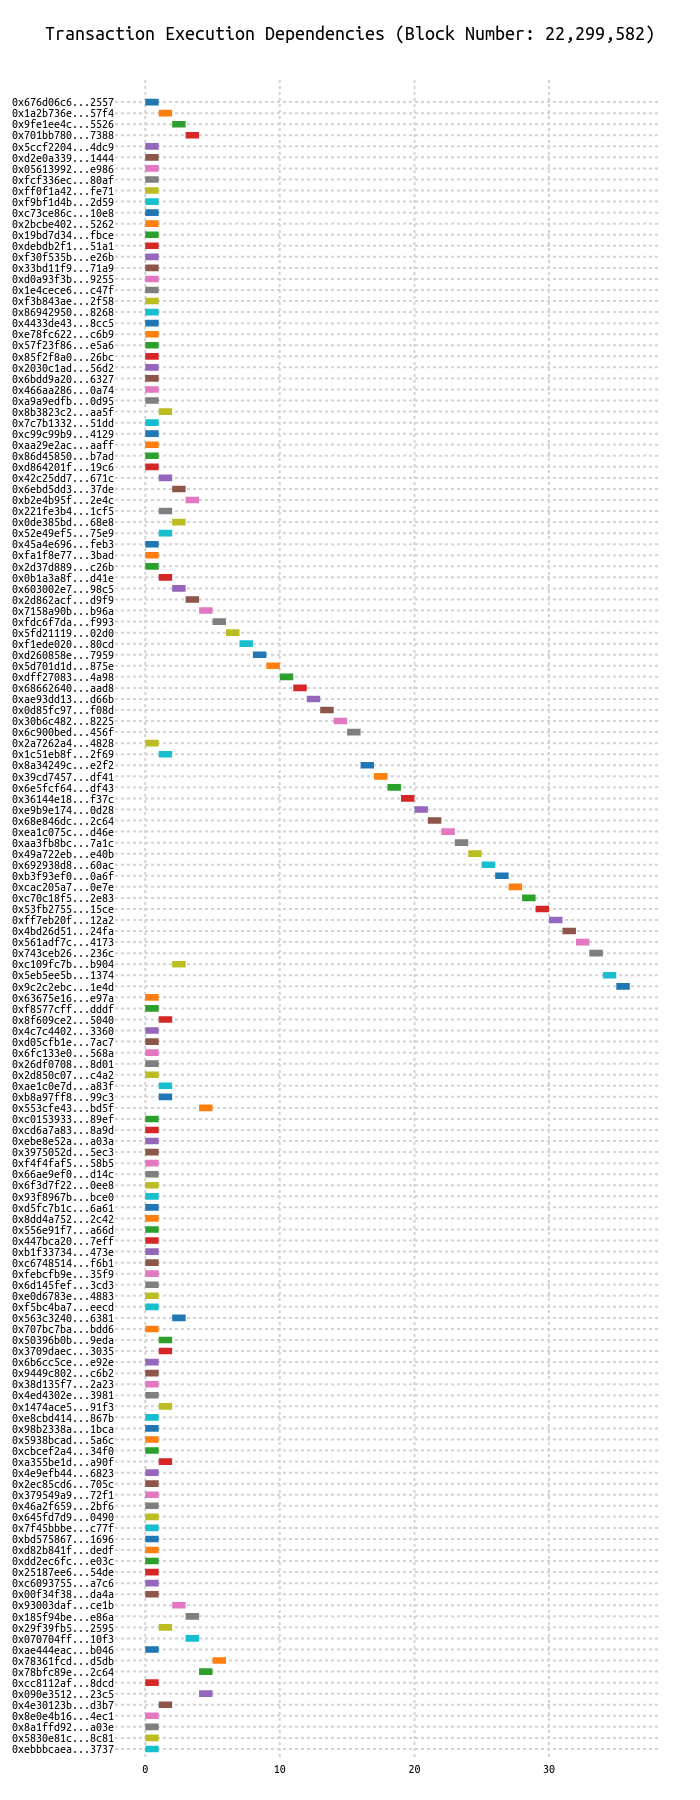 Transaction Execution Dependencies (Block Number: 22,299,582)
0x676d06c6...2557
0x1a2b736e...57f4
0x9fe1ee4c...5526
0x701bb780...7388
0x5ccf2204...4dc9
0xd2e0a339...1444
0x05613992...e986
0xfcf336ec...80af
0xff0f1a42...fe71
0xf9bf1d4b...2d59
0xc73ce86c...10e8
0x2bcbe402...5262
0x19bd7d34...fbce
0xdebdb2f1...51a1
0xf30f535b...e26b
0x33bd11f9...71a9
0xd0a93f3b...9255
0x1e4cece6...c47f
0xf3b843ae...2f58
0x86942950...8268
0x4433de43...8cc5
0xe78fc622...c6b9
0x57f23f86...e5a6
0x85f2f8a0...26bc
0x2030c1ad...56d2
0x6bdd9a20...6327
0x466aa286...0a74
0xa9a9edfb...0d95
0x8b3823c2...aa5f
0x7c7b1332...51dd
0xc99c99b9...4129
0xaa29e2ac...aaff
0x86d45850...b7ad
0xd864201f...19c6
0x42c25dd7...671c
0x6ebd5dd3...37de
0xb2e4b95f...2e4c
0x221fe3b4...1cf5
0x0de385bd...68e8
0x52e49ef5...75e9
0x45a4e696...feb3
0xfa1f8e77...3bad
0x2d37d889...c26b
0x0b1a3a8f...d41e
0x603002e7...98c5
0x2d862acf...d9f9
0x7158a90b...b96a
0xfdc6f7da...f993
0x5fd21119...02d0
0xf1ede020...80cd
0xd260858e...7959
0x5d701d1d...875e
0xdff27083...4a98
0x68662640...aad8
0xae93dd13...d66b
0x0d85fc97...f08d
0x30b6c482...8225
0x6c900bed...456f
0x2a7262a4...4828
0x1c51eb8f...2f69
0x8a34249c...e2f2
0x39cd7457...df41
0x6e5fcf64...df43
0x36144e18...f37c
0xe9b9e174...0d28
0x68e846dc...2c64
0xea1c075c...d46e
0xaa3fb8bc...7a1c
0x49a722eb...e40b
0x692938d8...60ac
0xb3f93ef0...0a6f
0xcac205a7...0e7e
0xc70c18f5...2e83
0x53fb2755...15ce
0xff7eb20f...12a2
0x4bd26d51...24fa
0x561adf7c...4173
0x743ceb26...236c
0xc109fc7b...b904
0x5eb5ee5b...1374
0x9c2c2ebc...1e4d
0x63675e16...e97a
0xf8577cff...dddf
0x8f609ce2...5040
0x4c7c4402...3360
0xd05cfb1e...7ac7
0x6fc133e0...568a
0x26df0708...8d01
0x2d850c07...c4a2
0xae1c0e7d...a83f
0xb8a97ff8...99c3
0x553cfe43...bd5f
0xc0153933...89ef
0xcd6a7a83...8a9d
0xebe8e52a...a03a
0x3975052d...5ec3
0xf4f4faf5...58b5
0x66ae9ef0...d14c
0x6f3d7f22...0ee8
0x93f8967b...bce0
0xd5fc7b1c...6a61
0x8dd4a752...2c42
0x556e91f7...a66d
0x447bca20...7eff
0xb1f33734...473e
0xc6748514...f6b1
0xfebcfb9e...35f9
0x6d145fef...3cd3
0xe0d6783e...4883
0xf5bc4ba7...eecd
0x563c3240...6381
0x707bc7ba...bdd6
0x50396b0b...9eda
0x3709daec...3035
0x6b6cc5ce...e92e
0x9449c802...c6b2
0x38d135f7...2a23
0x4ed4302e...3981
0x1474ace5...91f3
0xe8cbd414...867b
0x98b2338a...1bca
0x5938bcad...5a6c
0xcbcef2a4...34f0
0xa355be1d...a90f
0x4e9efb44...6823
0x2ec85cd6...705c
0x379549a9...72f1
0x46a2f659...2bf6
0x645fd7d9...0490
0x7f45bbbe...c77f
0xbd575867...1696
0xd82b841f...dedf
0xdd2ec6fc...e03c
0x25187ee6...54de
0xc6093755...a7c6
0x00f34f38...da4a
0x93003daf...ce1b
0x185f94be...e86a
0x29f39fb5...2595
0x070704ff...10f3
0xae444eac...b046
0x78361fcd...d5db
0x78bfc89e...2c64
0xcc8112af...8dcd
0x090e3512...23c5
0x4e30123b...d3b7
0x8e0e4b16...4ec1
0x8a1ffd92...a03e
0x5830e81c...8c81
0xebbbcaea...3737
0 10 20 30